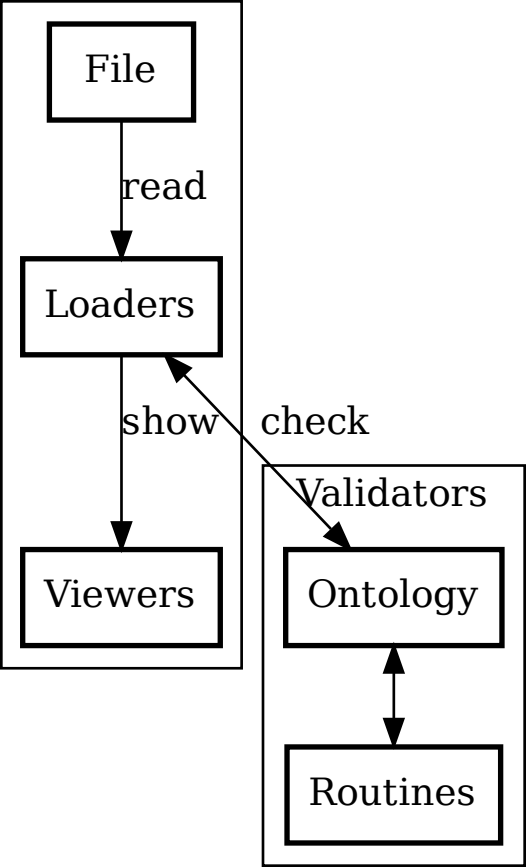 File
read
Loaders
show
check
Validators
Viewers
Ontology
Routines